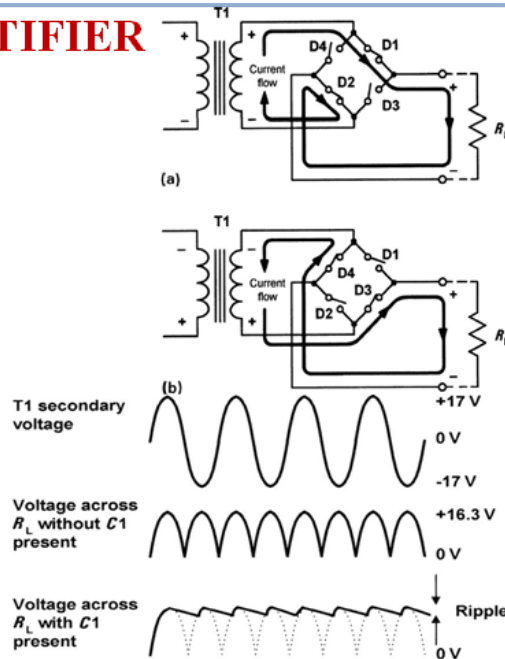 TIFIER
T1
+
+
D4
D1
Current
flow
D2
D3
+
−
−
R
−
(a)
T1
−
−
D1
D4
Current
flow
D3
+
D2
+
+
R
−
(b)
T1 secondary
voltage
+17 V
0 V
-17 V
Voltage across
RL without C1
present
+16.3 V
0 V
Voltage across
RL with C1
present
Ripple
0 V